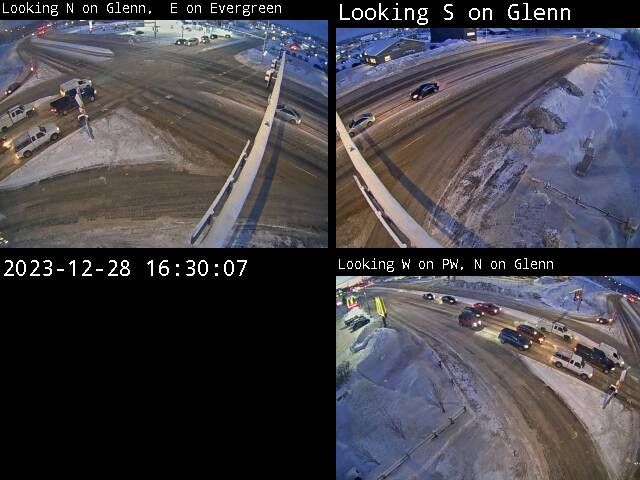 Looking N on Glenn,  E on Evergreen
Looking S on Glenn
2023-12-28 16:30:07
Looking W on PW, N on Glenn